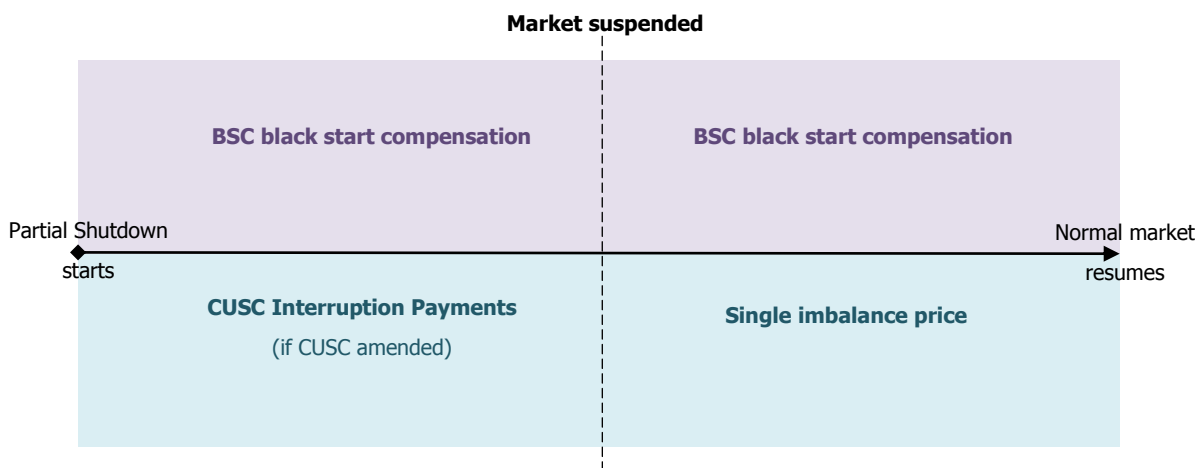 Market suspended
BSC black start compensation
BSC black start compensation
Partial Shutdown
starts
Normal market
resumes
CUSC Interruption Payments
(if CUSC amended)
Single imbalance price